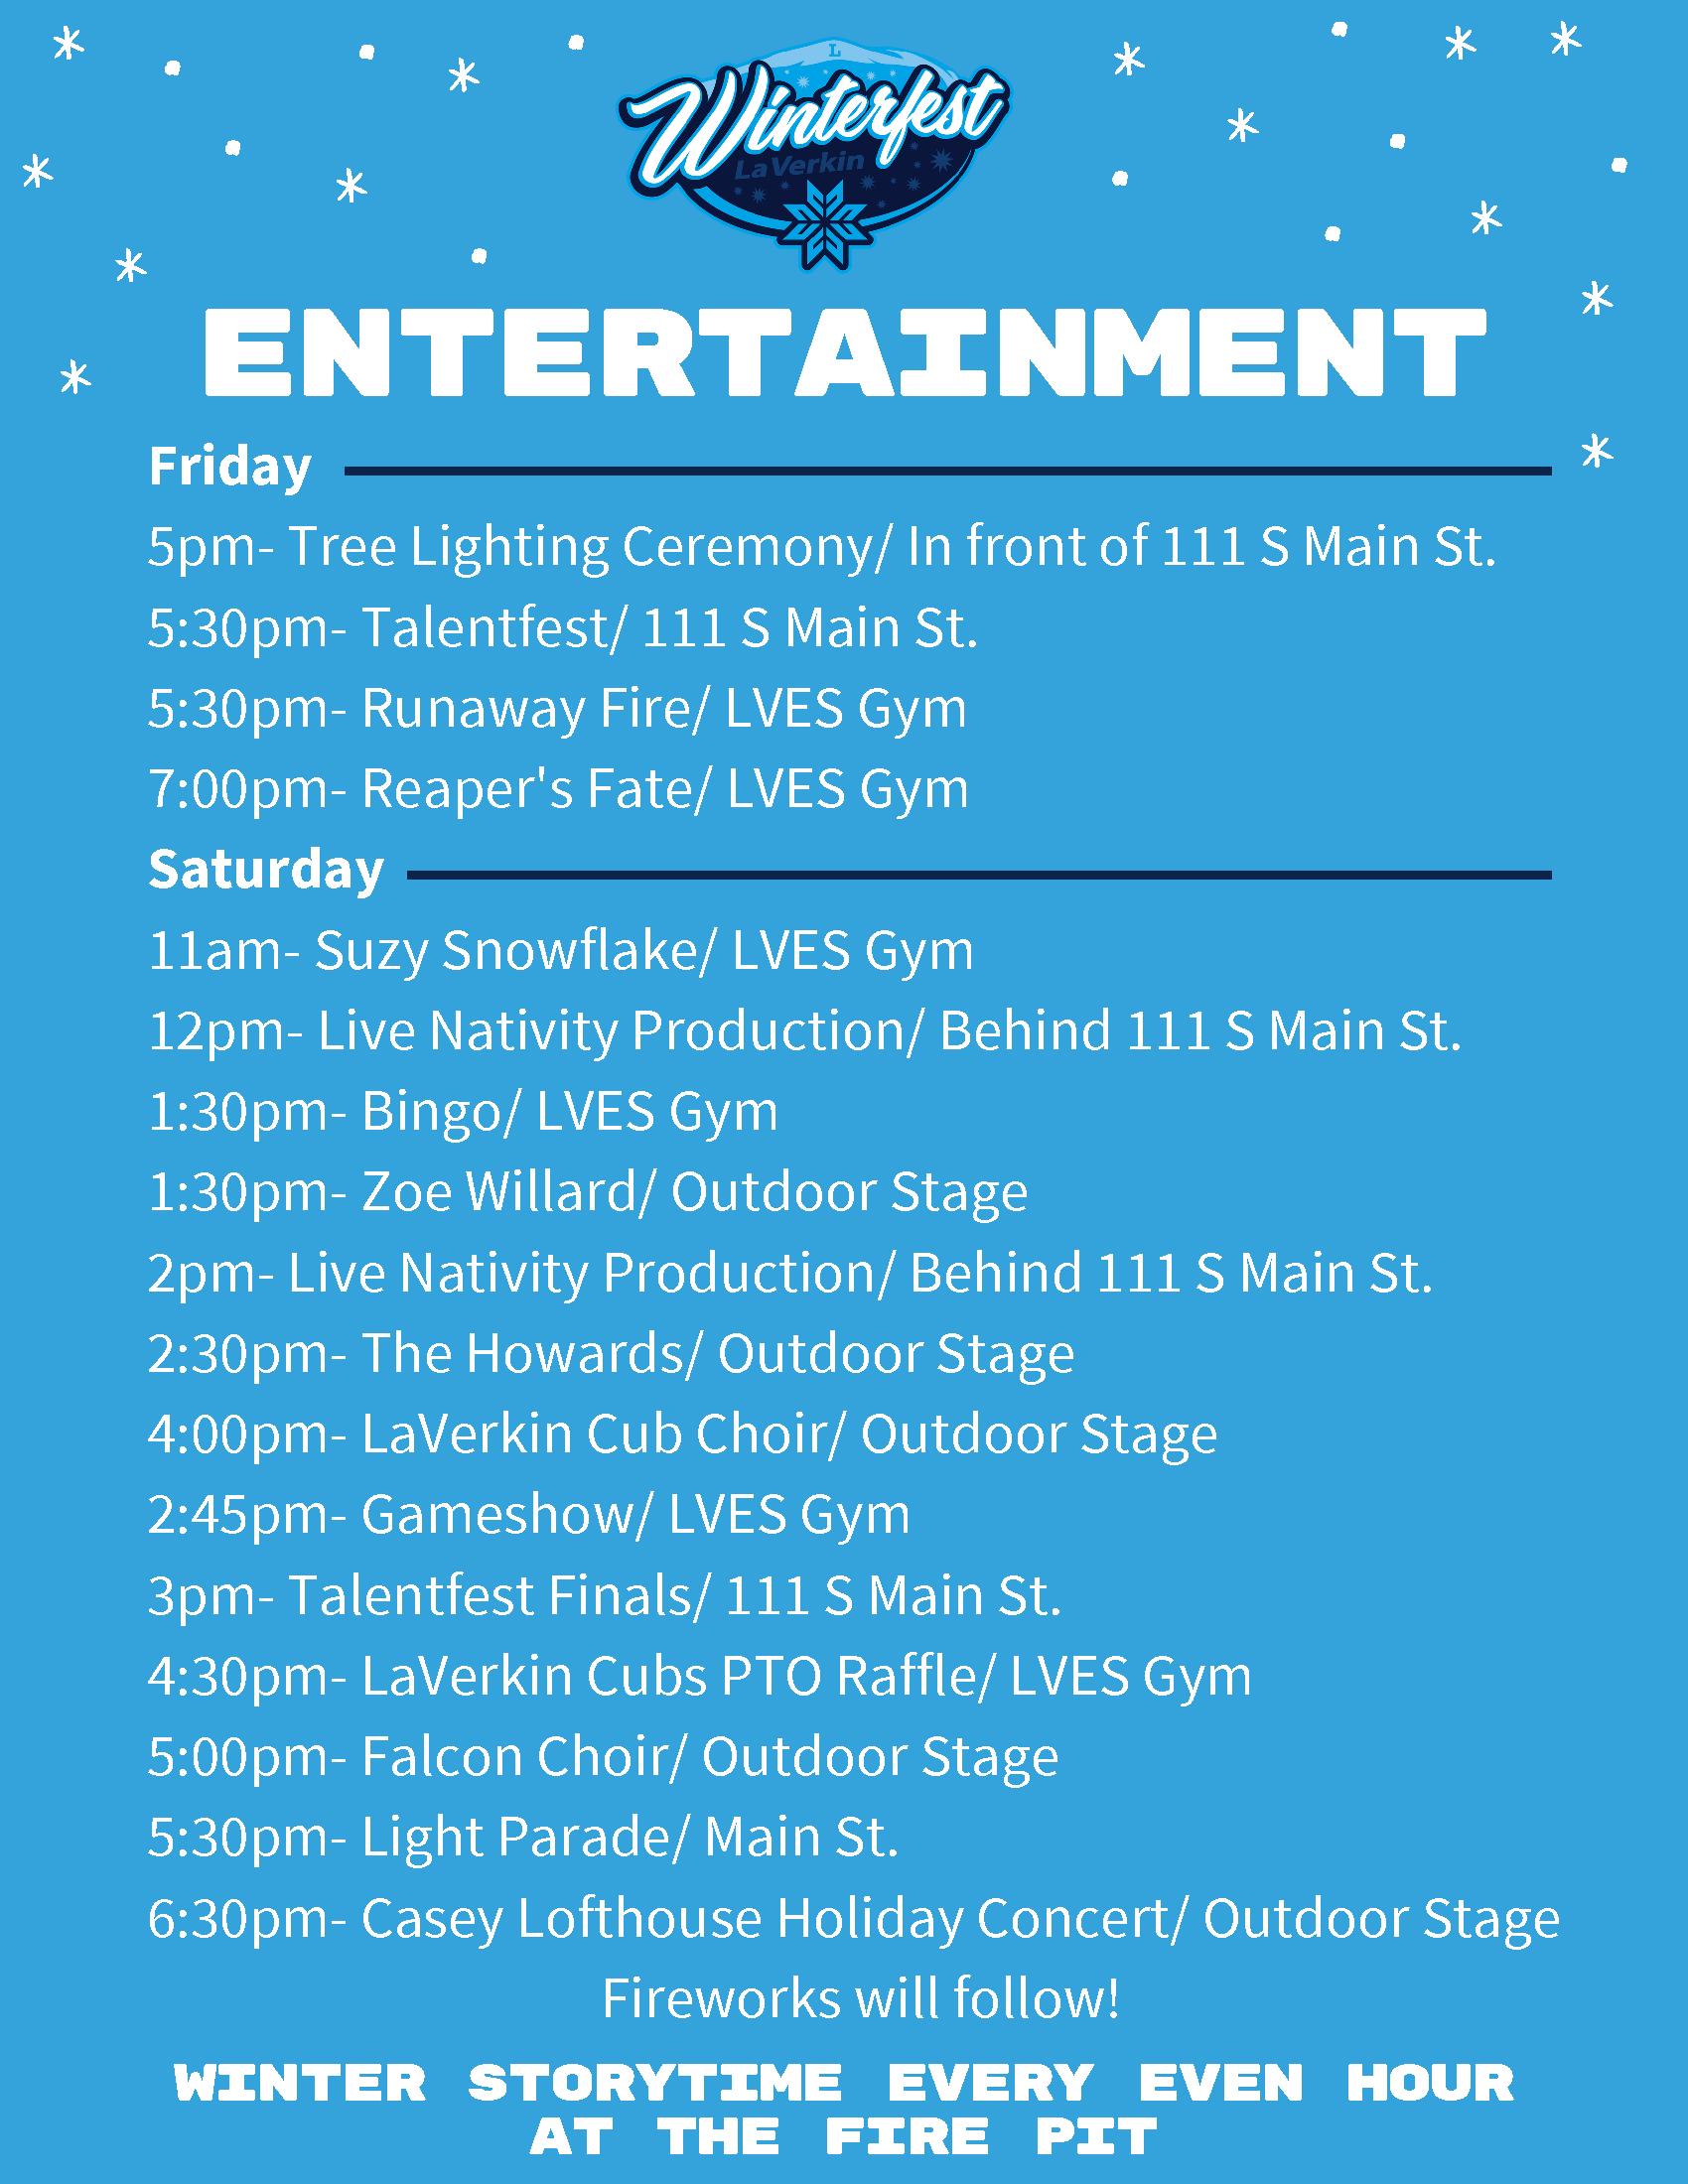 L
Winterfest
LaVerkin
ENTERTAINMENT
Friday
5pm- Tree Lighting Ceremony/ In front of 111 S Main St.
5:30pm- Talentfest/ 111 S Main St.
5:30pm- Runaway Fire/ LVES Gym
7:00pm- Reaper's Fate/ LVES Gym
Saturday
11am- Suzy Snowflake/ LVES Gym
12pm- Live Nativity Production/ Behind 111 S Main St.
1:30pm- Bingo/ LVES Gym
1:30pm- Zoe Willard/ Outdoor Stage
2pm- Live Nativity Production/ Behind 111 S Main St.
2:30pm- The Howards/ Outdoor Stage
4:00pm- LaVerkin Cub Choir/ Outdoor Stage
2:45pm- Gameshow/ LVES Gym
3pm- Talentfest Finals/ 111 S Main St.
4:30pm- LaVerkin Cubs PTO Raffle/ LVES Gym
5:00pm- Falcon Choir/ Outdoor Stage
5:30pm- Light Parade/ Main St.
6:30pm- Casey Lofthouse Holiday Concert/ Outdoor Stage
Fireworks will follow!
WINTER STORYTIME EVERY EVEN HOUR
AT THE FIRE PIT